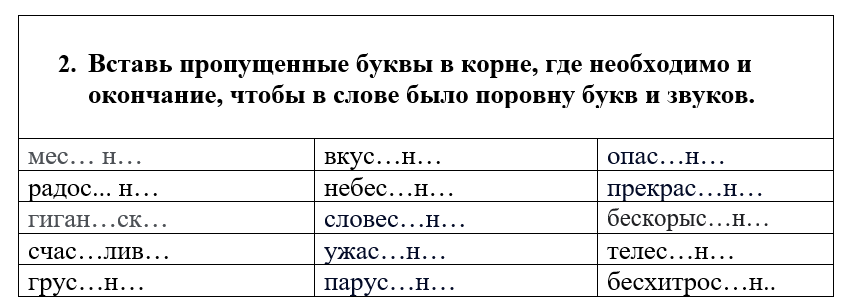 2. Вставь пропущенные буквы в корне, где необходимо и
окончание, чтобы в слове было поровну букв и звуков.
мес… н… вкус…н… опас…н…
радос... н… небес…н… прекрас…н…
гиган…ск… словес…н… бескорыс…н…
счас…лив… ужас…н… телес…н…
грус…н… парус…н… бесхитрос…н..